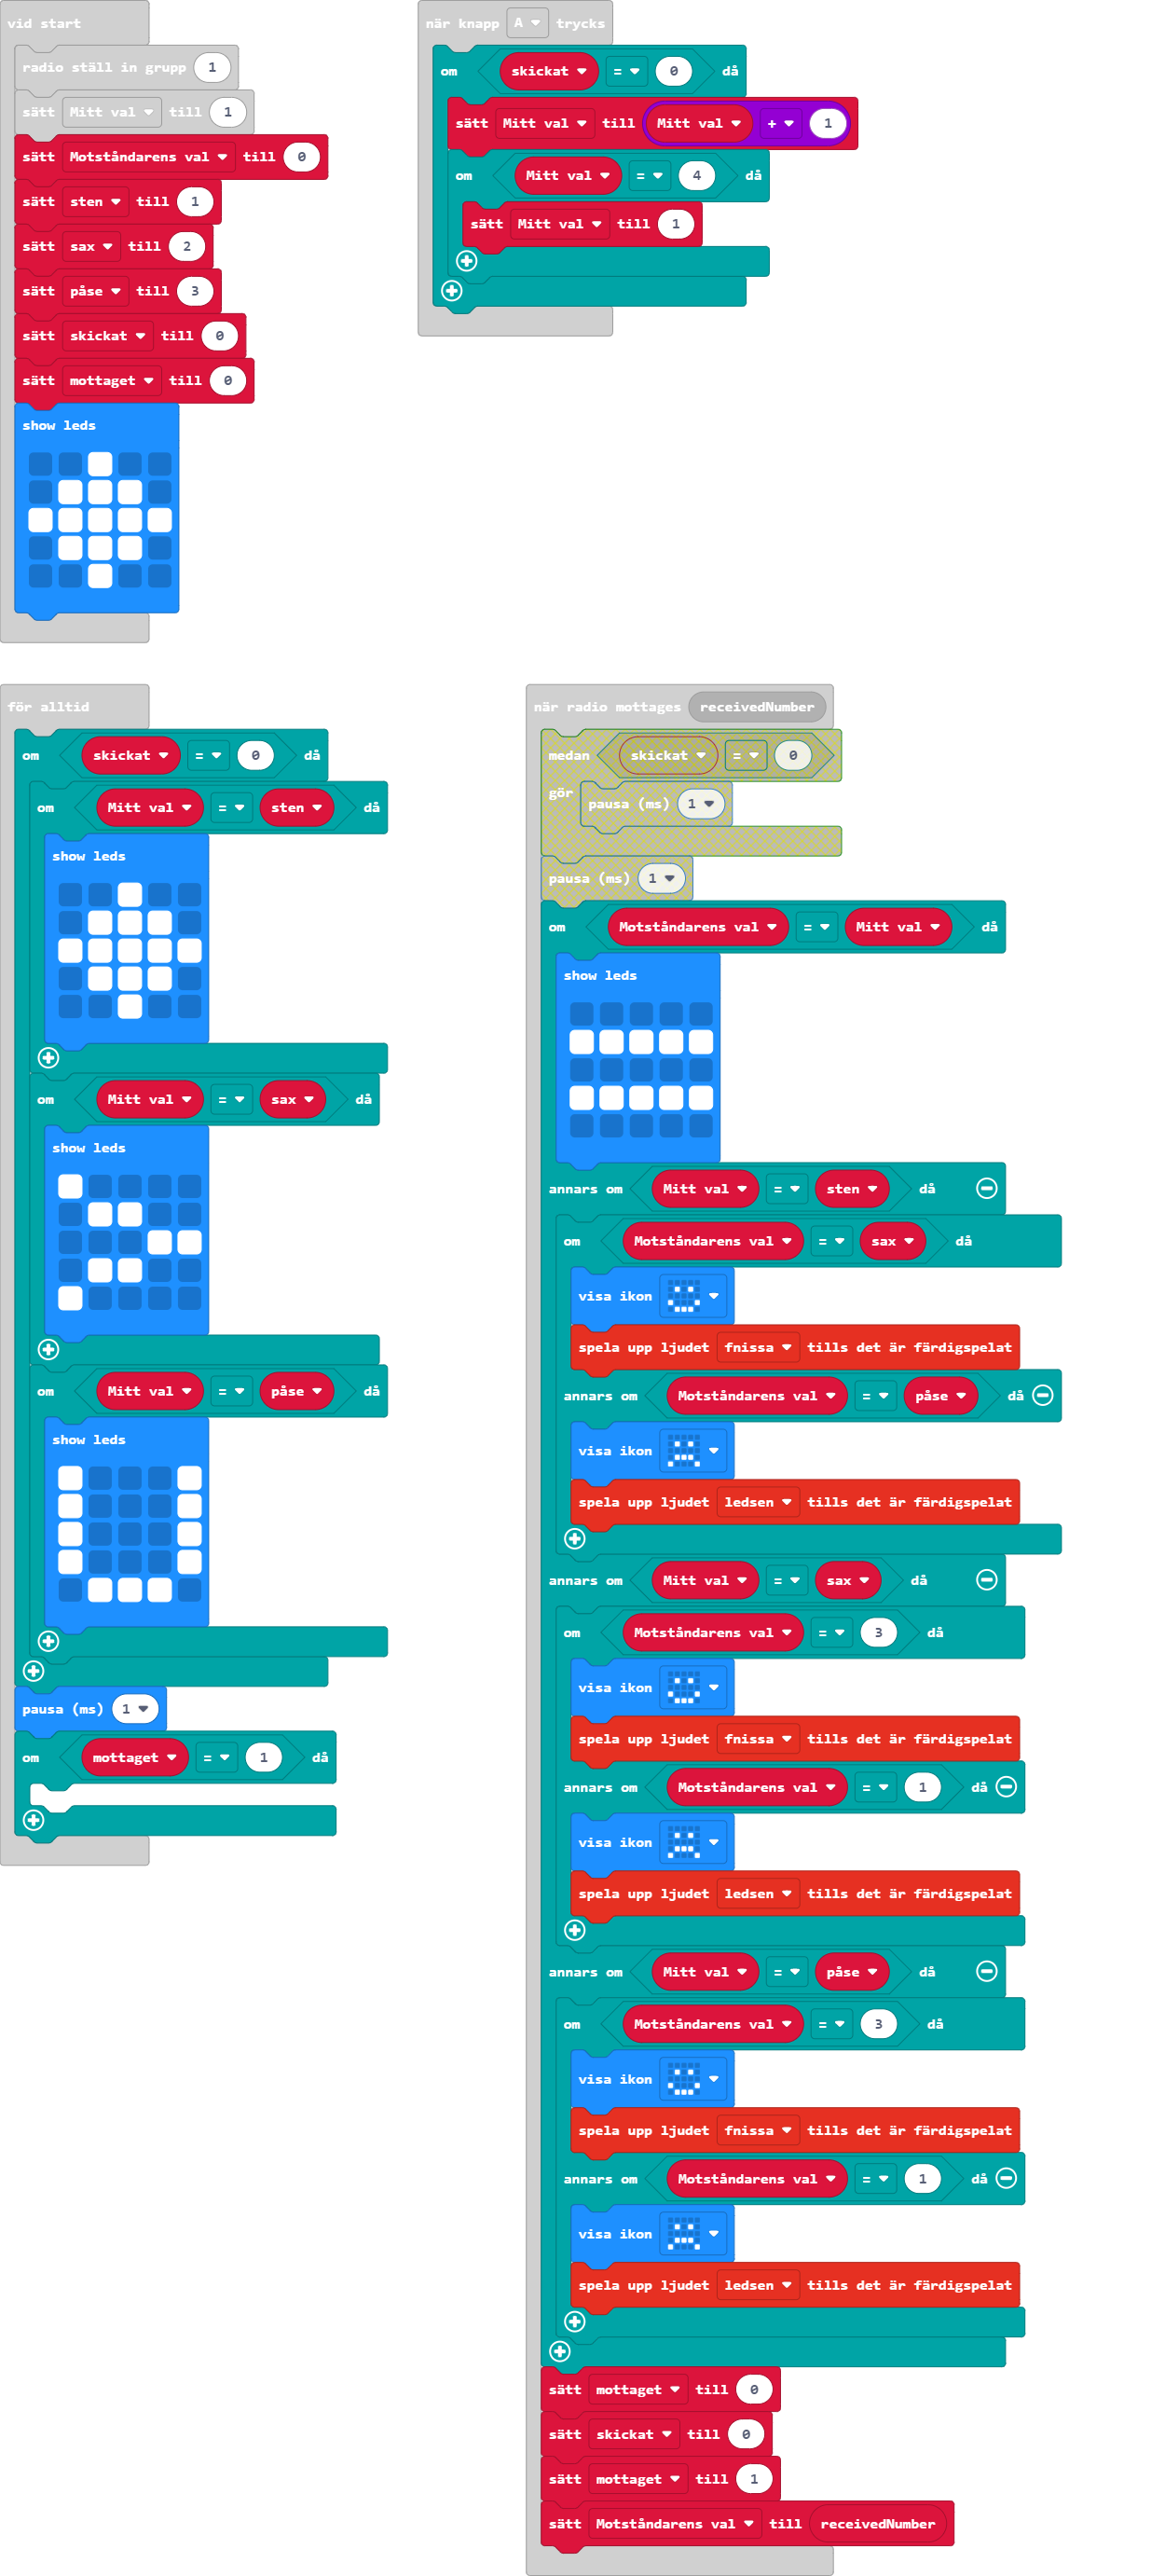 vid start
radio ställ in grupp 1
sätt Mitt val till 1
sätt Motståndarens val till 0
sätt sten till 1
sätt sax till 2
sätt påse till 3
sätt skickat till 0
sätt mottaget till 0
show leds
när knapp A trycks
om skickat = 0 då
sätt Mitt val till Mitt val + 1
om Mitt val = 4 då
sätt Mitt val till 1
för alltid
om skickat = 0 då
om Mitt val = sten då
show leds
om Mitt val = sax då
show leds
om Mitt val = påse då
show leds
pausa (ms) 1
om mottaget = 1 då
när radio mottages receivedNumber
medan skickat = 0
gör pausa (ms) 1
pausa (ms) 1
om Motståndarens val = Mitt val då
show leds
annars om Mitt val = sten då
om Motståndarens val = sax då
visa ikon
spela upp ljudet fnissa tills det är färdigspelat
annars om Motståndarens val = påse då
visa ikon
spela upp ljudet ledsen tills det är färdigspelat
annars om Mitt val = sax då
om Motståndarens val = 3 då
visa ikon
spela upp ljudet fnissa tills det är färdigspelat
annars om Motståndarens val = 1 då
visa ikon
spela upp ljudet ledsen tills det är färdigspelat
annars om Mitt val = påse då
om Motståndarens val = 3 då
visa ikon
spela upp ljudet fnissa tills det är färdigspelat
annars om Motståndarens val = 1 då
visa ikon
spela upp ljudet ledsen tills det är färdigspelat
sätt mottaget till 0
sätt skickat till 0
sätt mottaget till 1
sätt Motståndarens val till receivedNumber